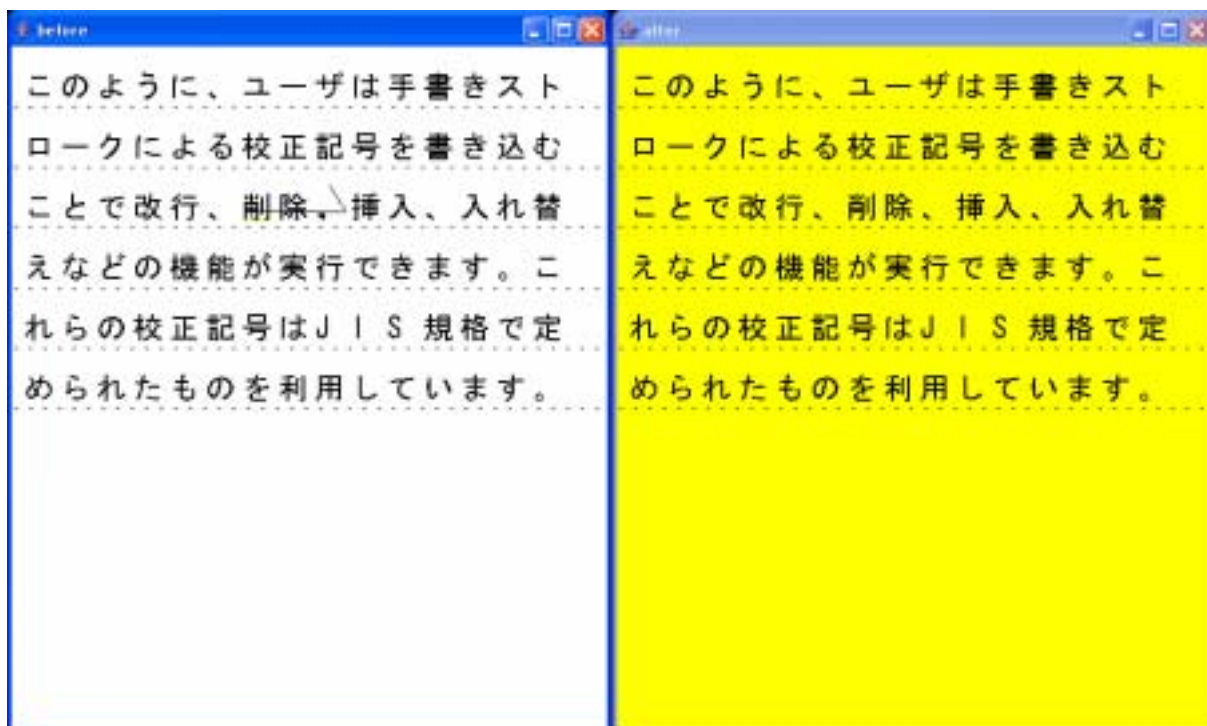 before
このように、ユーザは手書きスト
ロークによる校正記号を書き込む
ことで改行、削除、挿入、入れ替
えなどの機能が実行できます。こ
れらの校正記号はJIS規格で定
められたものを利用しています。
after
このように、ユーザは手書きスト
ロークによる校正記号を書き込む
ことで改行、削除、挿入、入れ替
えなどの機能が実行できます。こ
れらの校正記号はJIS規格で定
められたものを利用しています。